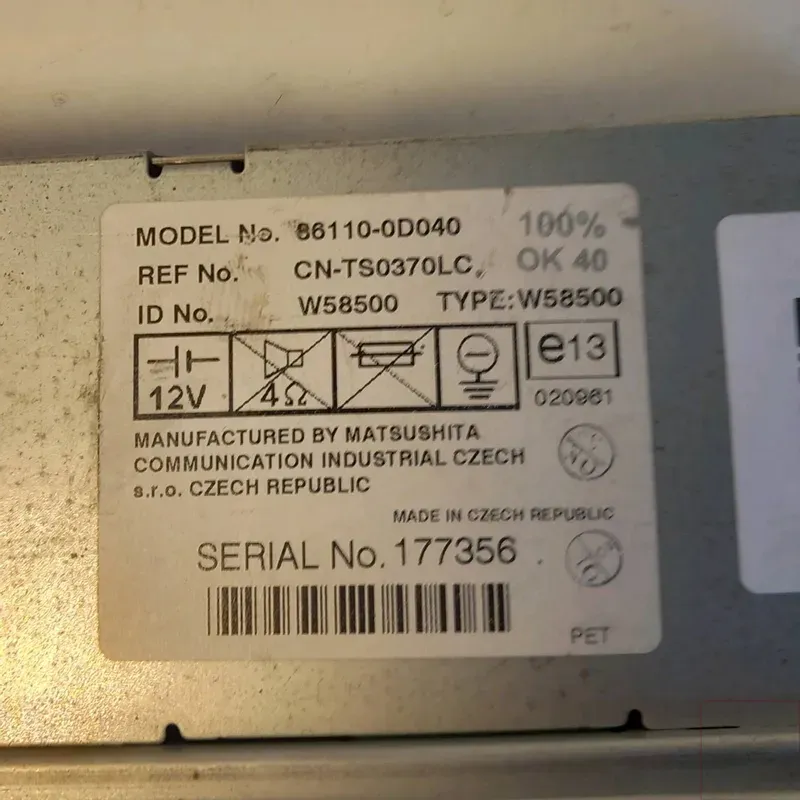 MODEL No. 86110-0D040 100%
REF No. CN-TS0370LC, OK 40
ID No. W58500 TYPE:W58500
12V 4Ω e13
020961
MANUFACTURED BY MATSUSHITA
COMMUNICATION INDUSTRIAL CZECH
s.r.o. CZECH REPUBLIC
MADE IN CZECH REPUBLIC
SERIAL No. 177356
PET